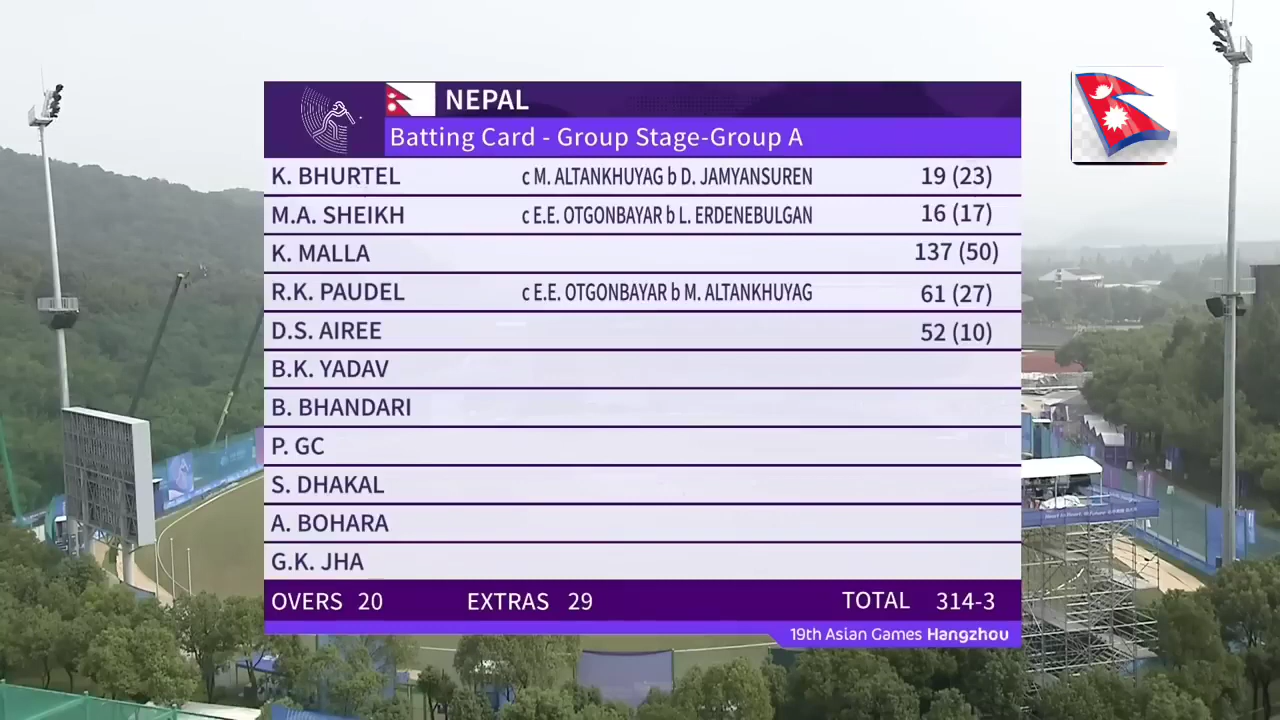 NEPAL
Batting Card - Group Stage-Group A
K. BHURTEL c M. ALTANKHUYAG b D. JAMYANSUREN 19 (23)
M.A. SHEIKH c E.E. OTGONBAYAR b L. ERDENEBULGAN 16 (17)
K. MALLA 137 (50)
R.K. PAUDEL c E.E. OTGONBAYAR b M. ALTANKHUYAG 61 (27)
D.S. AIREE 52 (10)
B.K. YADAV
B. BHANDARI
P. GC
S. DHAKAL
A. BOHARA
G.K. JHA
OVERS 20 EXTRAS 29 TOTAL 314-3
19th Asian Games Hangzhou